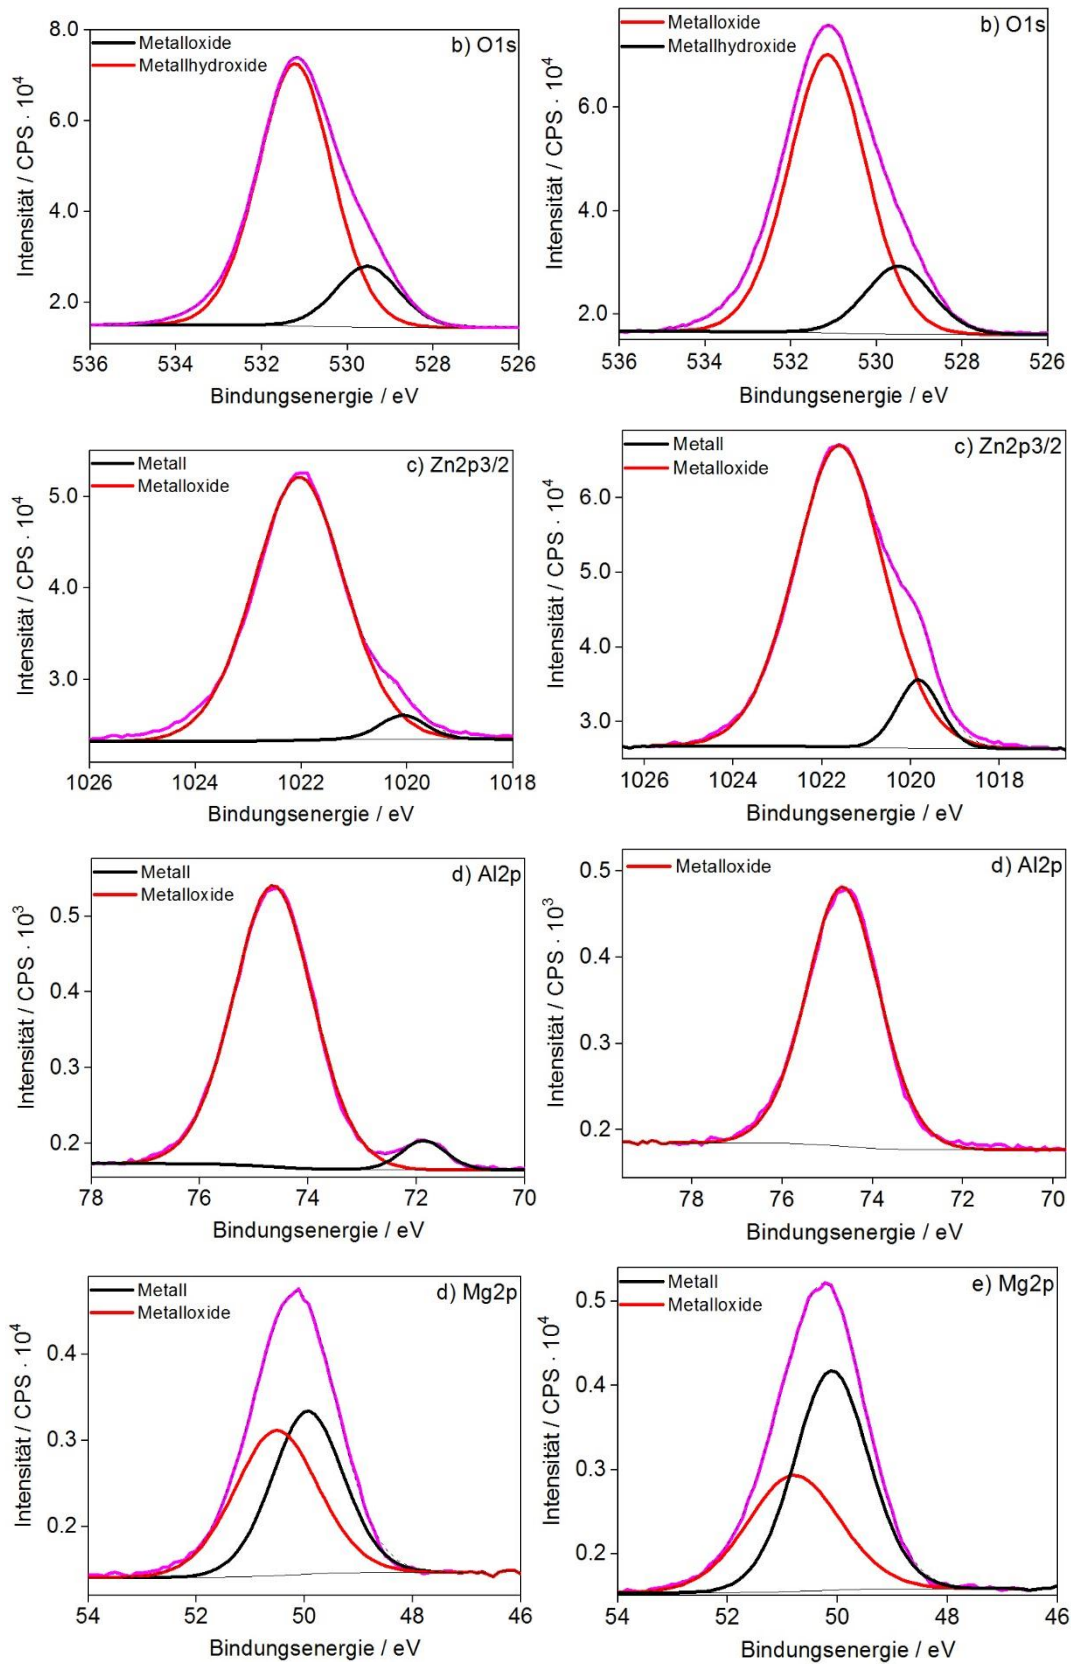 8.0
6.0
4.0
2.0
Metalloxide
Metallhydroxide
b) O1s
Intensität / CPS · 10⁴
536 534 532 530 528 526
Bindungsenergie / eV
6.0
4.0
2.0
Metalloxide
Metallhydroxide
b) O1s
Intensität / CPS · 10⁴
536 534 532 530 528 526
Bindungsenergie / eV
5.0
4.0
3.0
Metall
Metalloxide
c) Zn2p3/2
Intensität / CPS · 10⁴
1026 1024 1022 1020 1018
Bindungsenergie / eV
6.0
5.0
4.0
3.0
Metall
Metalloxide
c) Zn2p3/2
Intensität / CPS · 10⁴
1026 1024 1022 1020 1018
Bindungsenergie / eV
0.5
0.4
0.3
0.2
Metall
Metalloxide
d) Al2p
Intensität / CPS · 10³
78 76 74 72 70
Bindungsenergie / eV
0.5
0.4
0.3
0.2
Metalloxide
d) Al2p
Intensität / CPS · 10³
78 76 74 72 70
Bindungsenergie / eV
0.4
0.3
0.2
Metall
Metalloxide
d) Mg2p
Intensität / CPS · 10⁴
54 52 50 48 46
Bindungsenergie / eV
0.5
0.4
0.3
0.2
Metall
Metalloxide
e) Mg2p
Intensität / CPS · 10⁴
54 52 50 48 46
Bindungsenergie / eV